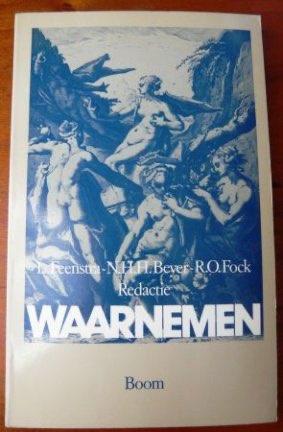 L. Feenstra-N.H.H. Bever-R.O. Fock
Redactie
WAARNEMEN
Boom